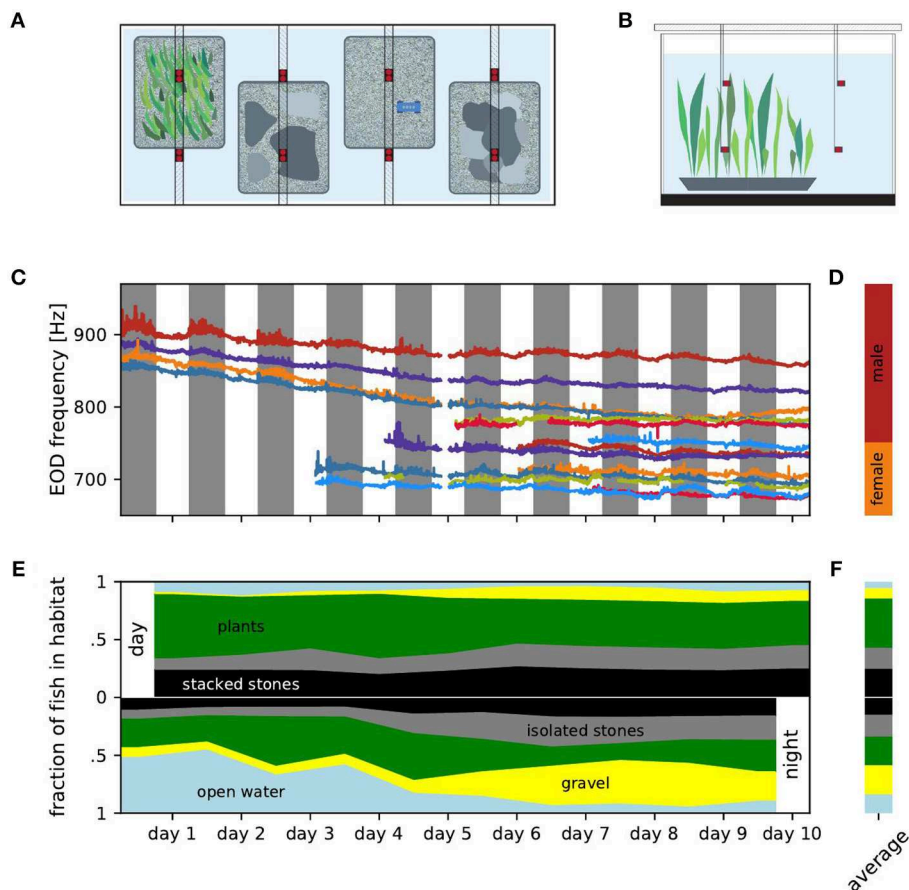 A
B
C
D
EOD frequency [Hz]
900
800
700
male
female
E
F
fraction of fish in habitat
1
.5
0
.5
1
day
plants
stacked stones
isolated stones
gravel
open water
night
day 1 day 2 day 3 day 4 day 5 day 6 day 7 day 8 day 9 day 10
average